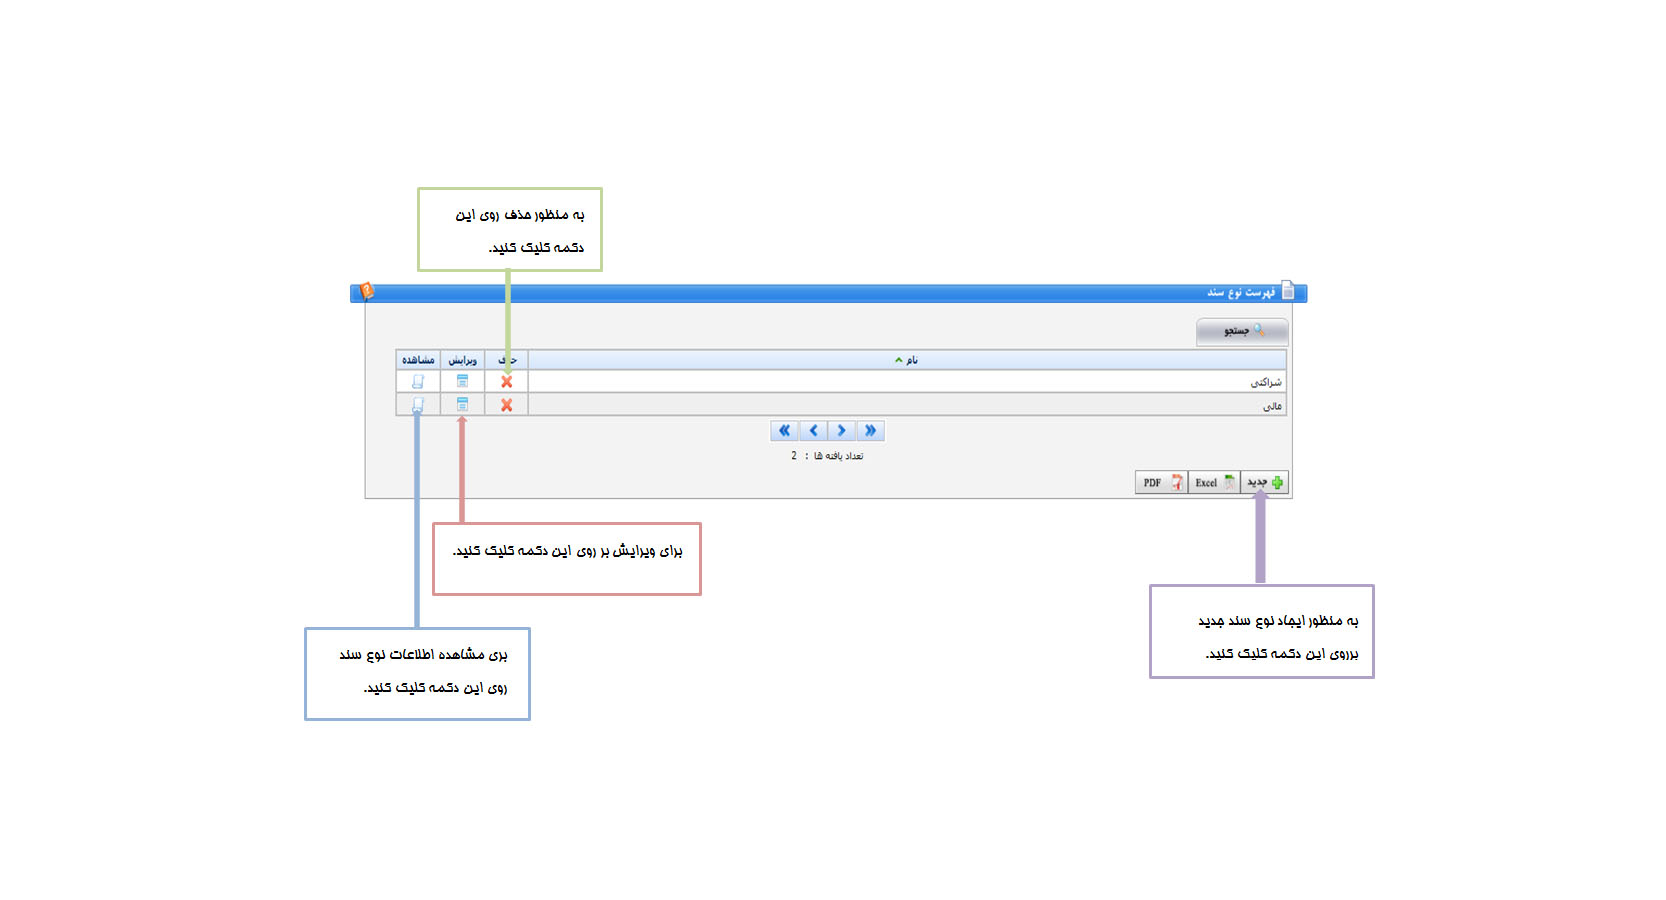 به منظور حذف روی این
دکمه کلیک کنید.
فهرست نوع سند
جستجو
نام حذف ویرایش مشاهده
شراکتی
مالی
تعداد یافته ها : 2
جدید Excel PDF
برای ویرایش بر روی این دکمه کلیک کنید.
به منظور ایجاد نوع سند جدید
برروی این دکمه کلیک کنید.
بری مشاهده اطلاعات نوع سند
روی این دکمه کلیک کنید.